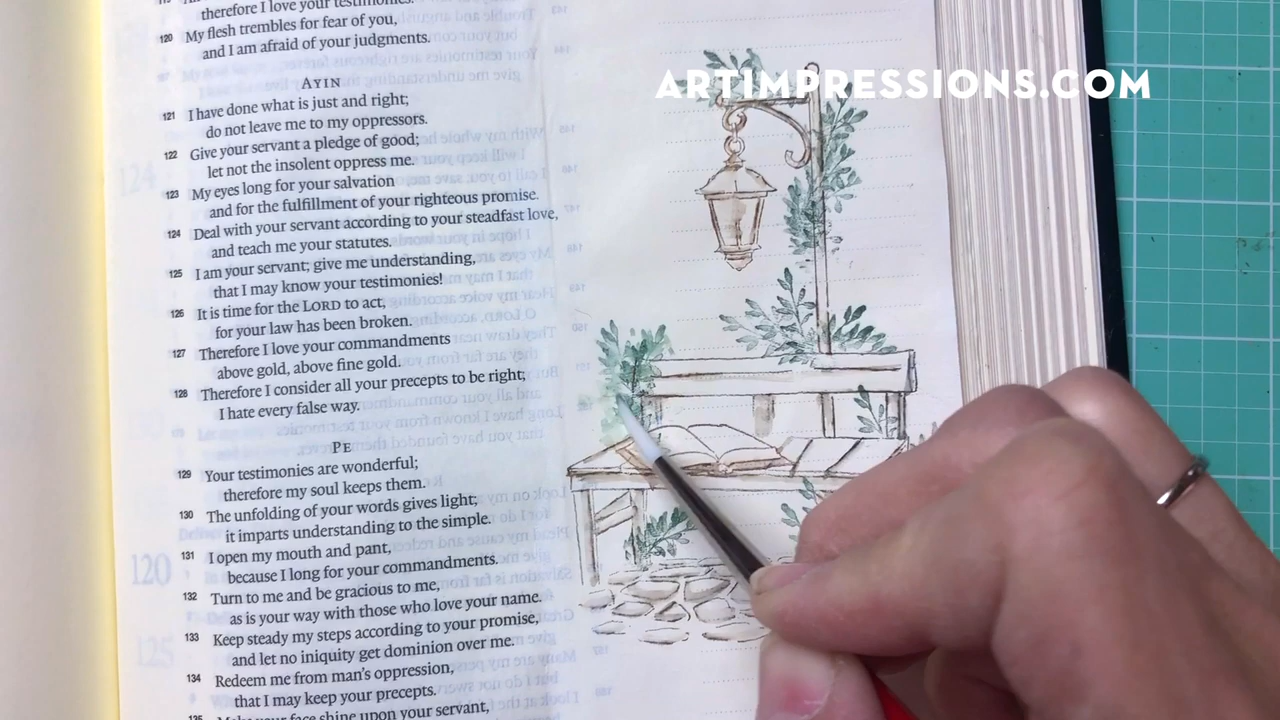 therefore I love your testimonies.
120 My flesh trembles for fear of you,
and I am afraid of your judgments.
AYIN
121 I have done what is just and right;
do not leave me to my oppressors.
122 Give your servant a pledge of good;
let not the insolent oppress me.
123 My eyes long for your salvation
and for the fulfillment of your righteous promise.
124 Deal with your servant according to your steadfast love,
and teach me your statutes.
125 I am your servant; give me understanding,
that I may know your testimonies!
126 It is time for the LORD to act,
for your law has been broken.
127 Therefore I love your commandments
above gold, above fine gold.
128 Therefore I consider all your precepts to be right;
I hate every false way.
PE
129 Your testimonies are wonderful;
therefore my soul keeps them.
130 The unfolding of your words gives light;
it imparts understanding to the simple.
131 I open my mouth and pant,
because I long for your commandments.
132 Turn to me and be gracious to me,
as is your way with those who love your name.
133 Keep steady my steps according to your promise,
and let no iniquity get dominion over me.
134 Redeem me from man's oppression,
that I may keep your precepts.
135 Make your face shine upon your servant,
ARTIMPRESSIONS.COM